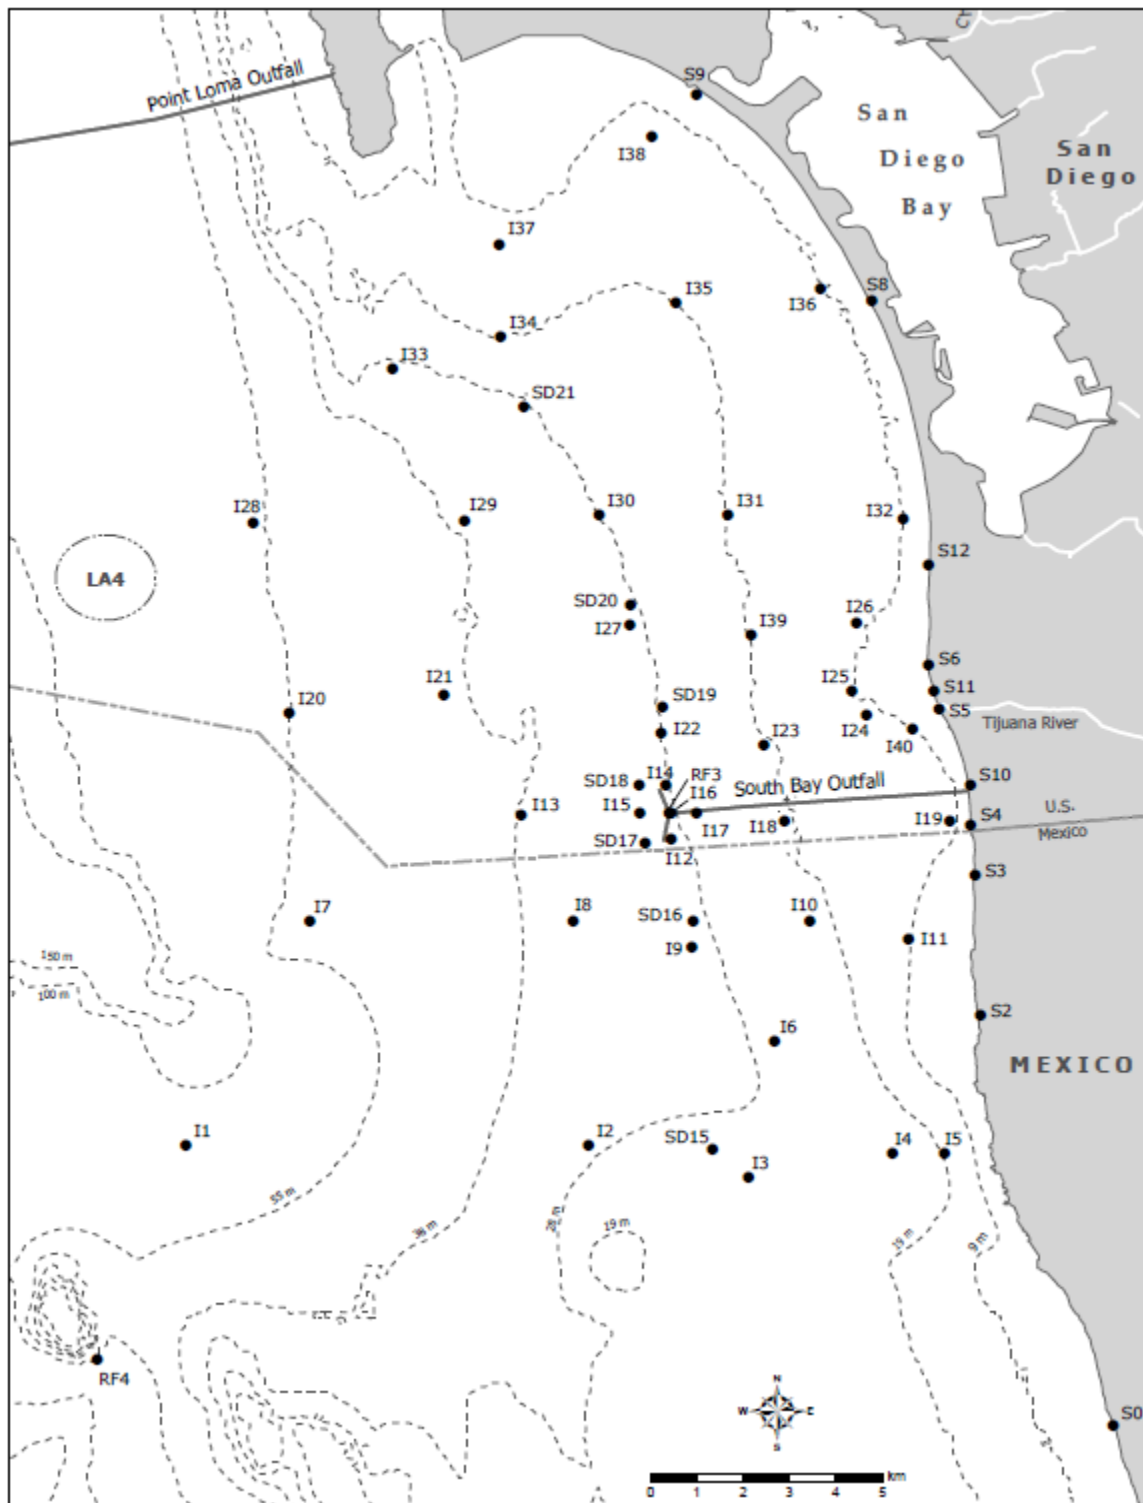 Point Loma Outfall
S9
I38
San
Diego
Bay
San
Diego
I37
I36
S8
I35
I34
I33
SD21
I28
I29
I30
I31
I32
S12
LA4
SD20
I27
I26
I39
S6
I21
I25
S11
I20
SD19
S5
I22
I24
Tijuana River
I23
I40
RF3
SD18
I14
I16
South Bay Outfall
S10
I13
I15
I17
I18
I19
S4
U.S.
Mexico
SD17
I12
S3
I7
I8
SD16
I10
I9
I11
150 m
100 m
S2
I6
MEXICO
I1
I2
SD15
I3
I4
I5
55 m
38 m
28 m
19 m
19 m
9 m
RF4
N
W E
S
S0
km
0 1 2 3 4 5